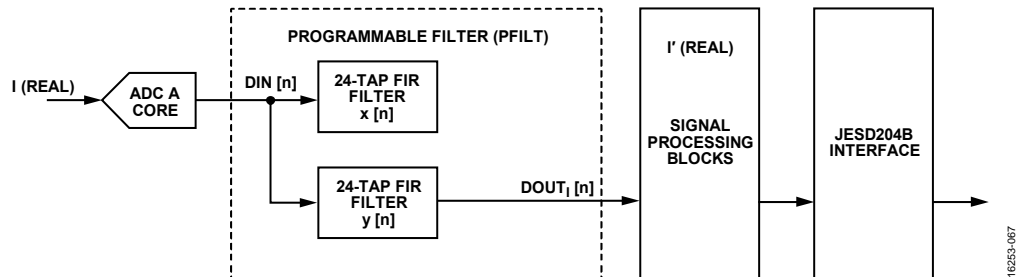 PROGRAMMABLE FILTER (PFILT)
I (REAL)
ADC A
CORE
DIN [n]
24-TAP FIR
FILTER
x [n]
24-TAP FIR
FILTER
y [n]
DOUTI [n]
I′ (REAL)
SIGNAL
PROCESSING
BLOCKS
JESD204B
INTERFACE
16253-067